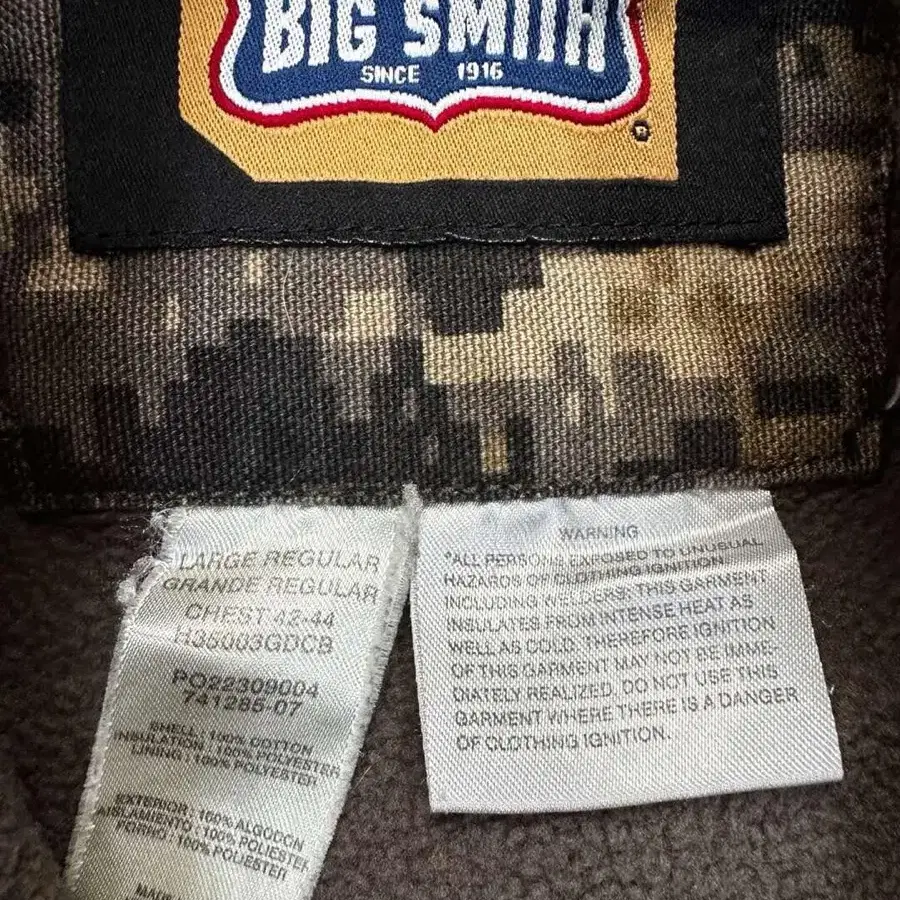 BIG SMITH
SINCE 1916
®
LARGE REGULAR
GRANDE REGULAR
CHEST 42-44
H35003GDCB
PO22309004
741285-07
SHELL : 100% COTTON
INSULATION : 100% POLYESTER
LINING : 100% POLYESTER
EXTERIOR : 100% ALGODON
AISLAMIENTO : 100% POLIESTER
FORRO : 100% POLIESTER
WARNING
*ALL PERSONS EXPOSED TO UNUSUAL
HAZARDS OF CLOTHING IGNITION
INCLUDING WELDERS: THIS GARMENT
INSULATES FROM INTENSE HEAT AS
WELL AS COLD. THEREFORE IGNITION
OF THIS GARMENT MAY NOT BE IMME-
DIATELY REALIZED. DO NOT USE THIS
GARMENT WHERE THERE IS A DANGER
OF CLOTHING IGNITION.